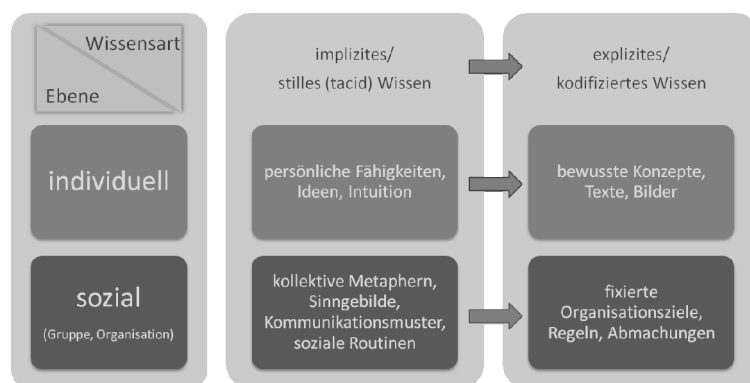 Wissensart
Ebene
implizites/
stilles (tacid) Wissen
explizites/
kodifiziertes Wissen
individuell
persönliche Fähigkeiten,
Ideen, Intuition
bewusste Konzepte,
Texte, Bilder
sozial
(Gruppe, Organisation)
kollektive Metaphern,
Sinngebilde,
Kommunikationsmuster,
soziale Routinen
fixierte
Organisationsziele,
Regeln, Abmachungen